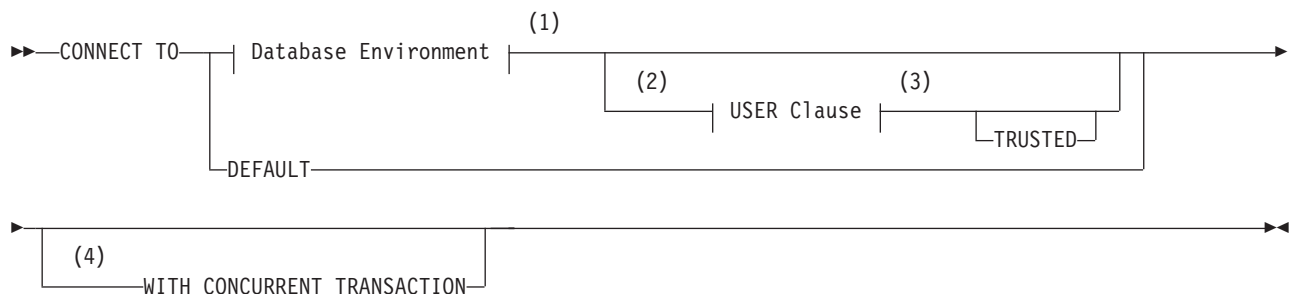 (1)
CONNECT TO Database Environment
(2) (3)
USER Clause
TRUSTED
DEFAULT
(4)
WITH CONCURRENT TRANSACTION